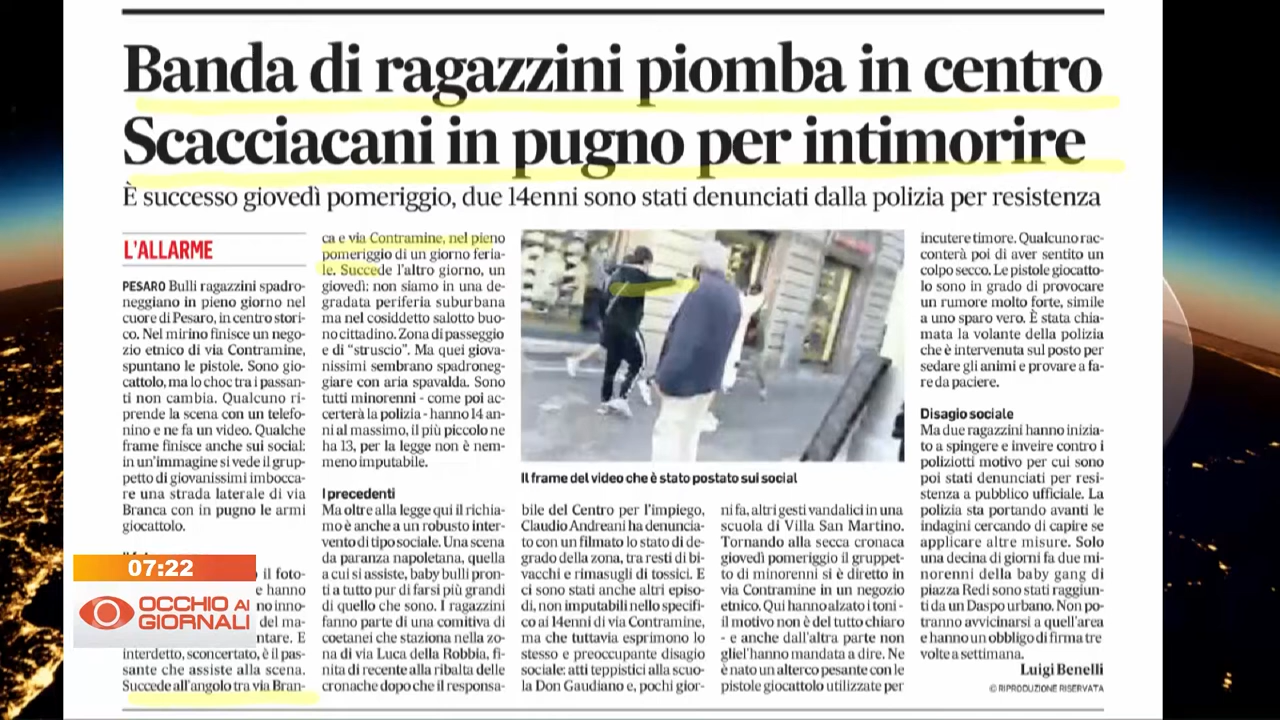 Banda di ragazzini piomba in centro
Scacciacani in pugno per intimorire
È successo giovedì pomeriggio, due 14enni sono stati denunciati dalla polizia per resistenza
L'ALLARME
PESARO Bulli ragazzini spadro-
neggiano in pieno giorno nel
cuore di Pesaro, in centro stori-
co. Nel mirino finisce un nego-
zio etnico di via Contramine,
spuntano le pistole. Sono gio-
cattolo, ma lo choc tra i passan-
ti non cambia. Qualcuno ri-
prende la scena con un telefo-
nino e ne fa un video. Qualche
frame finisce anche sui social:
in un'immagine si vede il grup-
petto di giovanissimi imbocca-
re una strada laterale di via
Branca con in pugno le armi
giocattolo.
il foto-
e hanno
no inno-
del ma-
ntare. E
interdetto, sconcertato, è il pas-
sante che assiste alla scena.
Succede all'angolo tra via Bran-
ca e via Contramine, nel pieno
pomeriggio di un giorno feria-
le. Succede l'altro giorno, un
giovedì: non siamo in una de-
gradata periferia suburbana
ma nel cosiddetto salotto buo-
no cittadino. Zona di passeggio
e di “struscio”. Ma quei giova-
nissimi sembrano spadroneg-
giare con aria spavalda. Sono
tutti minorenni - come poi ac-
certerà la polizia - hanno 14 an-
ni al massimo, il più piccolo ne
ha 13, per la legge non è nem-
meno imputabile.
I precedenti
Ma oltre alla legge qui il richia-
mo è anche a un robusto inter-
vento di tipo sociale. Una scena
da paranza napoletana, quella
a cui si assiste, baby bulli pron-
ti a tutto pur di farsi più grandi
di quello che sono. I ragazzini
fanno parte di una comitiva di
coetanei che staziona nella zo-
na di via Luca della Robbia, fi-
nita di recente alla ribalta delle
cronache dopo che il responsa-
Il frame del video che è stato postato sui social
bile del Centro per l'impiego,
Claudio Andreani ha denuncia-
to con un filmato lo stato di de-
grado della zona, tra resti di bi-
vacchi e rimasugli di tossici. E
ci sono stati anche altri episo-
di, non imputabili nello specifi-
co ai 14enni di via Contramine,
ma che tuttavia esprimono lo
stesso e preoccupante disagio
sociale: atti teppistici alla scuo-
la Don Gaudiano e, pochi gior-
ni fa, altri gesti vandalici in una
scuola di Villa San Martino.
Tornando alla secca cronaca
giovedì pomeriggio il gruppet-
to di minorenni si è diretto in
via Contramine in un negozio
etnico. Qui hanno alzato i toni -
il motivo non è del tutto chiaro
- e anche dall'altra parte non
gliel'hanno mandata a dire. Ne
è nato un alterco pesante con le
pistole giocattolo utilizzate per
incutere timore. Qualcuno rac-
conterà poi di aver sentito un
colpo secco. Le pistole giocatto-
lo sono in grado di provocare
un rumore molto forte, simile
a uno sparo vero. È stata chia-
mata la volante della polizia
che è intervenuta sul posto per
sedare gli animi e provare a fa-
re da paciere.
Disagio sociale
Ma due ragazzini hanno inizia-
to a spingere e inveire contro i
poliziotti motivo per cui sono
poi stati denunciati per resi-
stenza a pubblico ufficiale. La
polizia sta portando avanti le
indagini cercando di capire se
applicare altre misure. Solo
una decina di giorni fa due mi-
norenni della baby gang di
piazza Redi sono stati raggiun-
ti da un Daspo urbano. Non po-
tranno avvicinarsi a quell'area
e hanno un obbligo di firma tre
volte a settimana.
Luigi Benelli
© RIPRODUZIONE RISERVATA
07:22
OCCHIO AI
GIORNALI